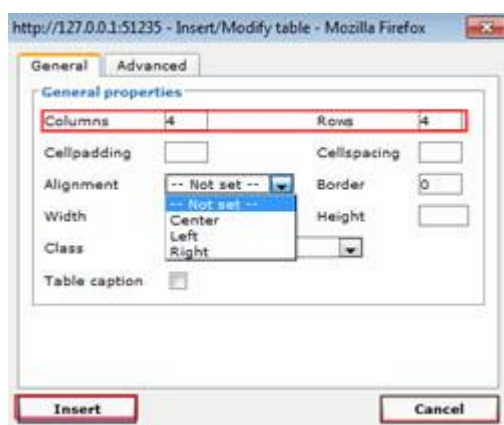 http://127.0.0.1:51235 - Insert/Modify table - Mozilla Firefox
General Advanced
General properties
Columns 4 Rows 4
Cellpadding Cellspacing
Alignment -- Not set -- Border 0
-- Not set --
Width Center Height
Left
Class Right
Table caption
Insert Cancel